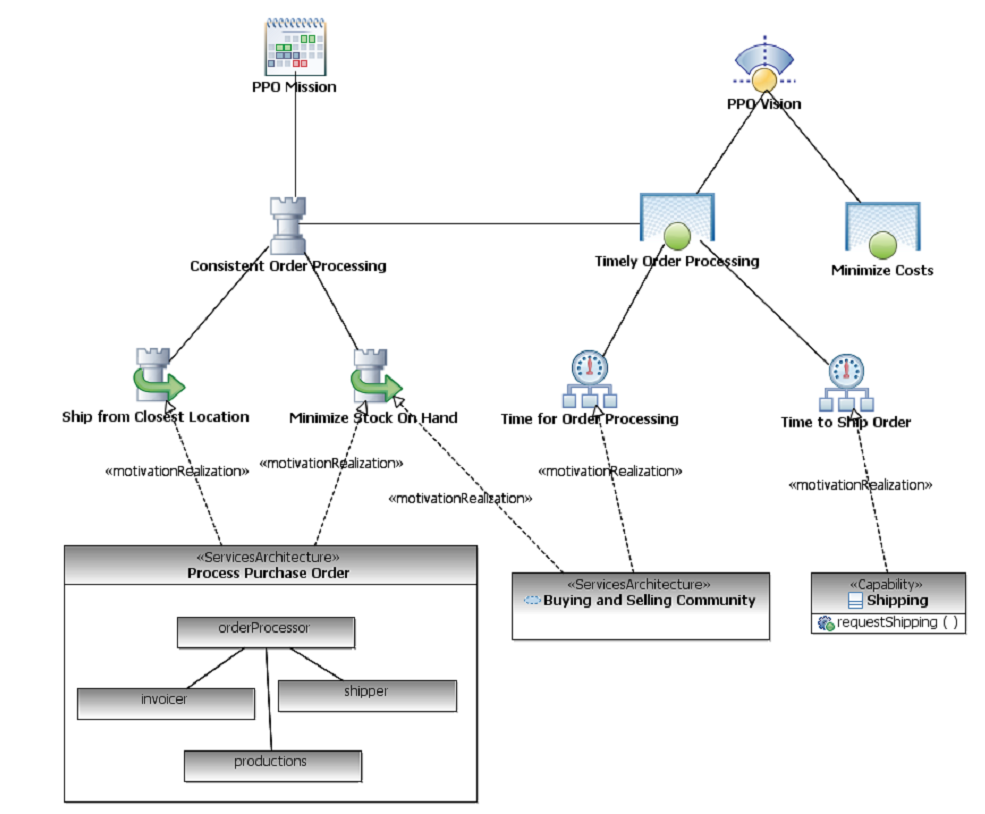 PPO Mission
PPO Vision
Consistent Order Processing
Timely Order Processing
Minimize Costs
Ship from Closest Location
Minimize Stock On Hand
Time for Order Processing
Time to Ship Order
«motivationRealization»
«motivationRealization»
«motivationRealization»
«motivationRealization»
«motivationRealization»
«ServicesArchitecture»
Process Purchase Order
orderProcessor
invoicer
shipper
productions
«ServicesArchitecture»
Buying and Selling Community
«Capability»
Shipping
requestShipping ( )